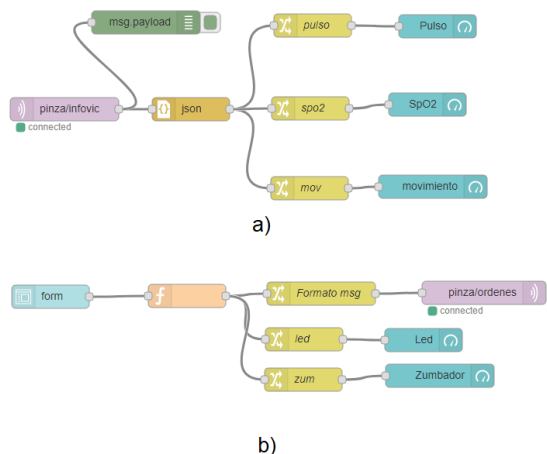 msg.payload
pulso
Pulso
pinza/infovic
json
spo2
SpO2
connected
mov
movimiento
a)
form
Formato msg
pinza/ordenes
connected
led
Led
zum
Zumbador
b)